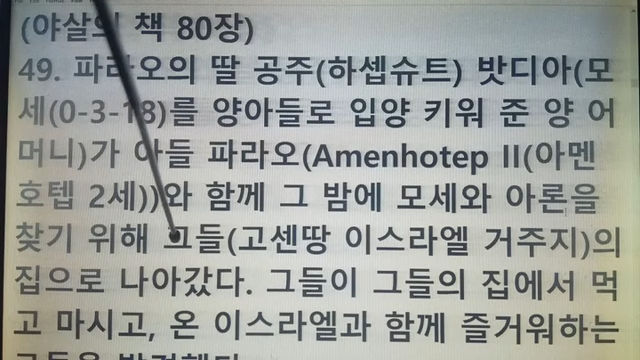 (야살의 책 80장)
49. 파라오의 딸 공주(하셉슈트) 밧디아(모
세(0-3-18)를 양아들로 입양 키워 준 양 어
머니)가 아들 파라오(Amenhotep II(아멘
호텝 2세))와 함께 그 밤에 모세와 아론을
찾기 위해 그들(고센땅 이스라엘 거주지)의
집으로 나아갔다. 그들이 그들의 집에서 먹
고 마시고, 온 이스라엘과 함께 즐거워하는